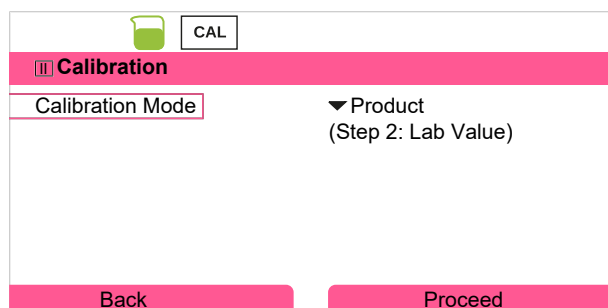 CAL
Calibration
Calibration Mode
Product
(Step 2: Lab Value)
Back
Proceed